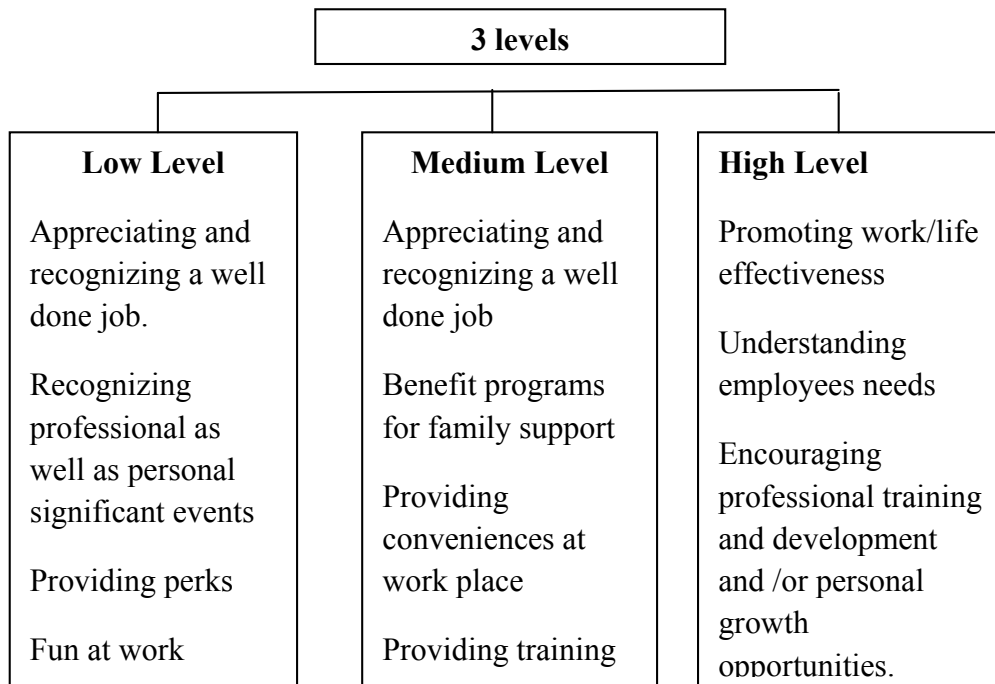 3 levels
Low Level
Appreciating and
recognizing a well
done job.
Recognizing
professional as
well as personal
significant events
Providing perks
Fun at work
Medium Level
Appreciating and
recognizing a well
done job
Benefit programs
for family support
Providing
conveniences at
work place
Providing training
High Level
Promoting work/life
effectiveness
Understanding
employees needs
Encouraging
professional training
and development
and /or personal
growth
opportunities.